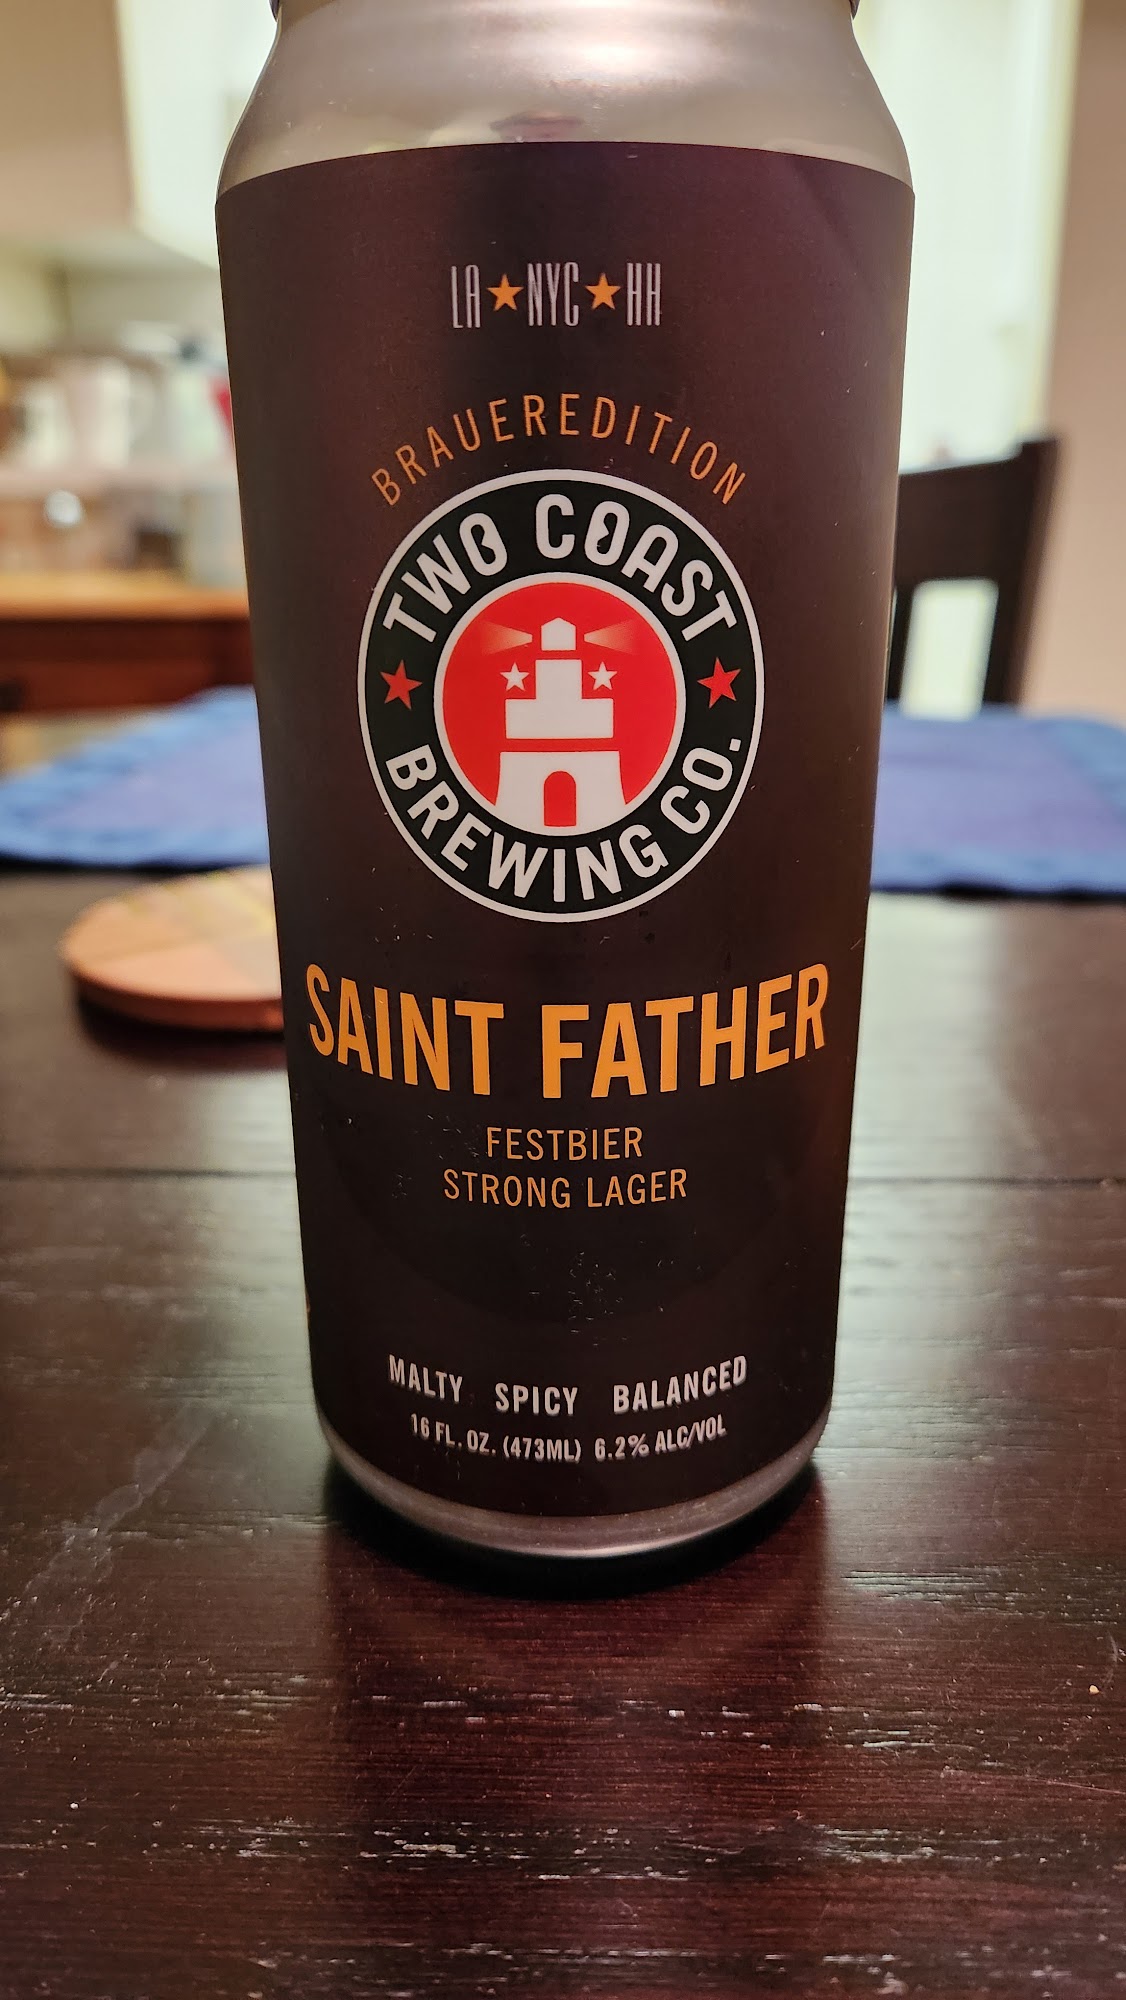 LA★NYC★HH
BRAUEREDITION
TWO COAST
BREWING CO.
SAINT FATHER
FESTBIER
STRONG LAGER
MALTY SPICY BALANCED
16 FL. OZ. (473ML) 6.2% ALC/VOL